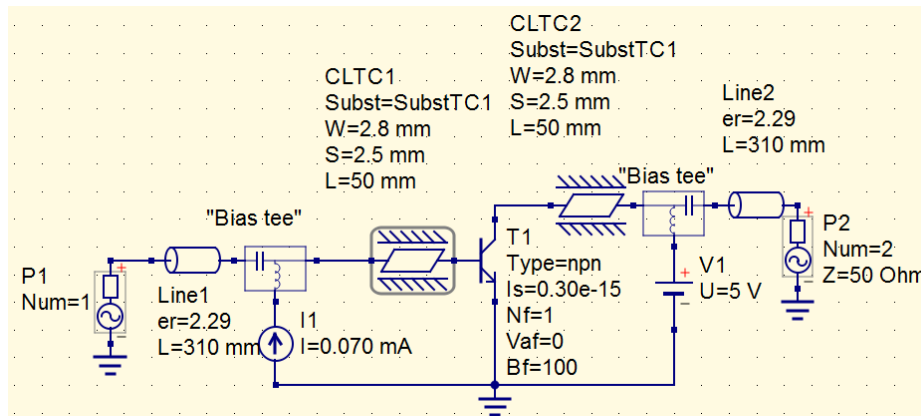 CLTC1
Subst=SubstTC1
W=2.8 mm
S=2.5 mm
L=50 mm
CLTC2
Subst=SubstTC1
W=2.8 mm
S=2.5 mm
L=50 mm
Line2
er=2.29
L=310 mm
"Bias tee"
"Bias tee"
P1
Num=1
Line1
er=2.29
L=310 mm
I1
I=0.070 mA
T1
Type=npn
Is=0.30e-15
Nf=1
Vaf=0
Bf=100
V1
U=5 V
P2
Num=2
Z=50 Ohm